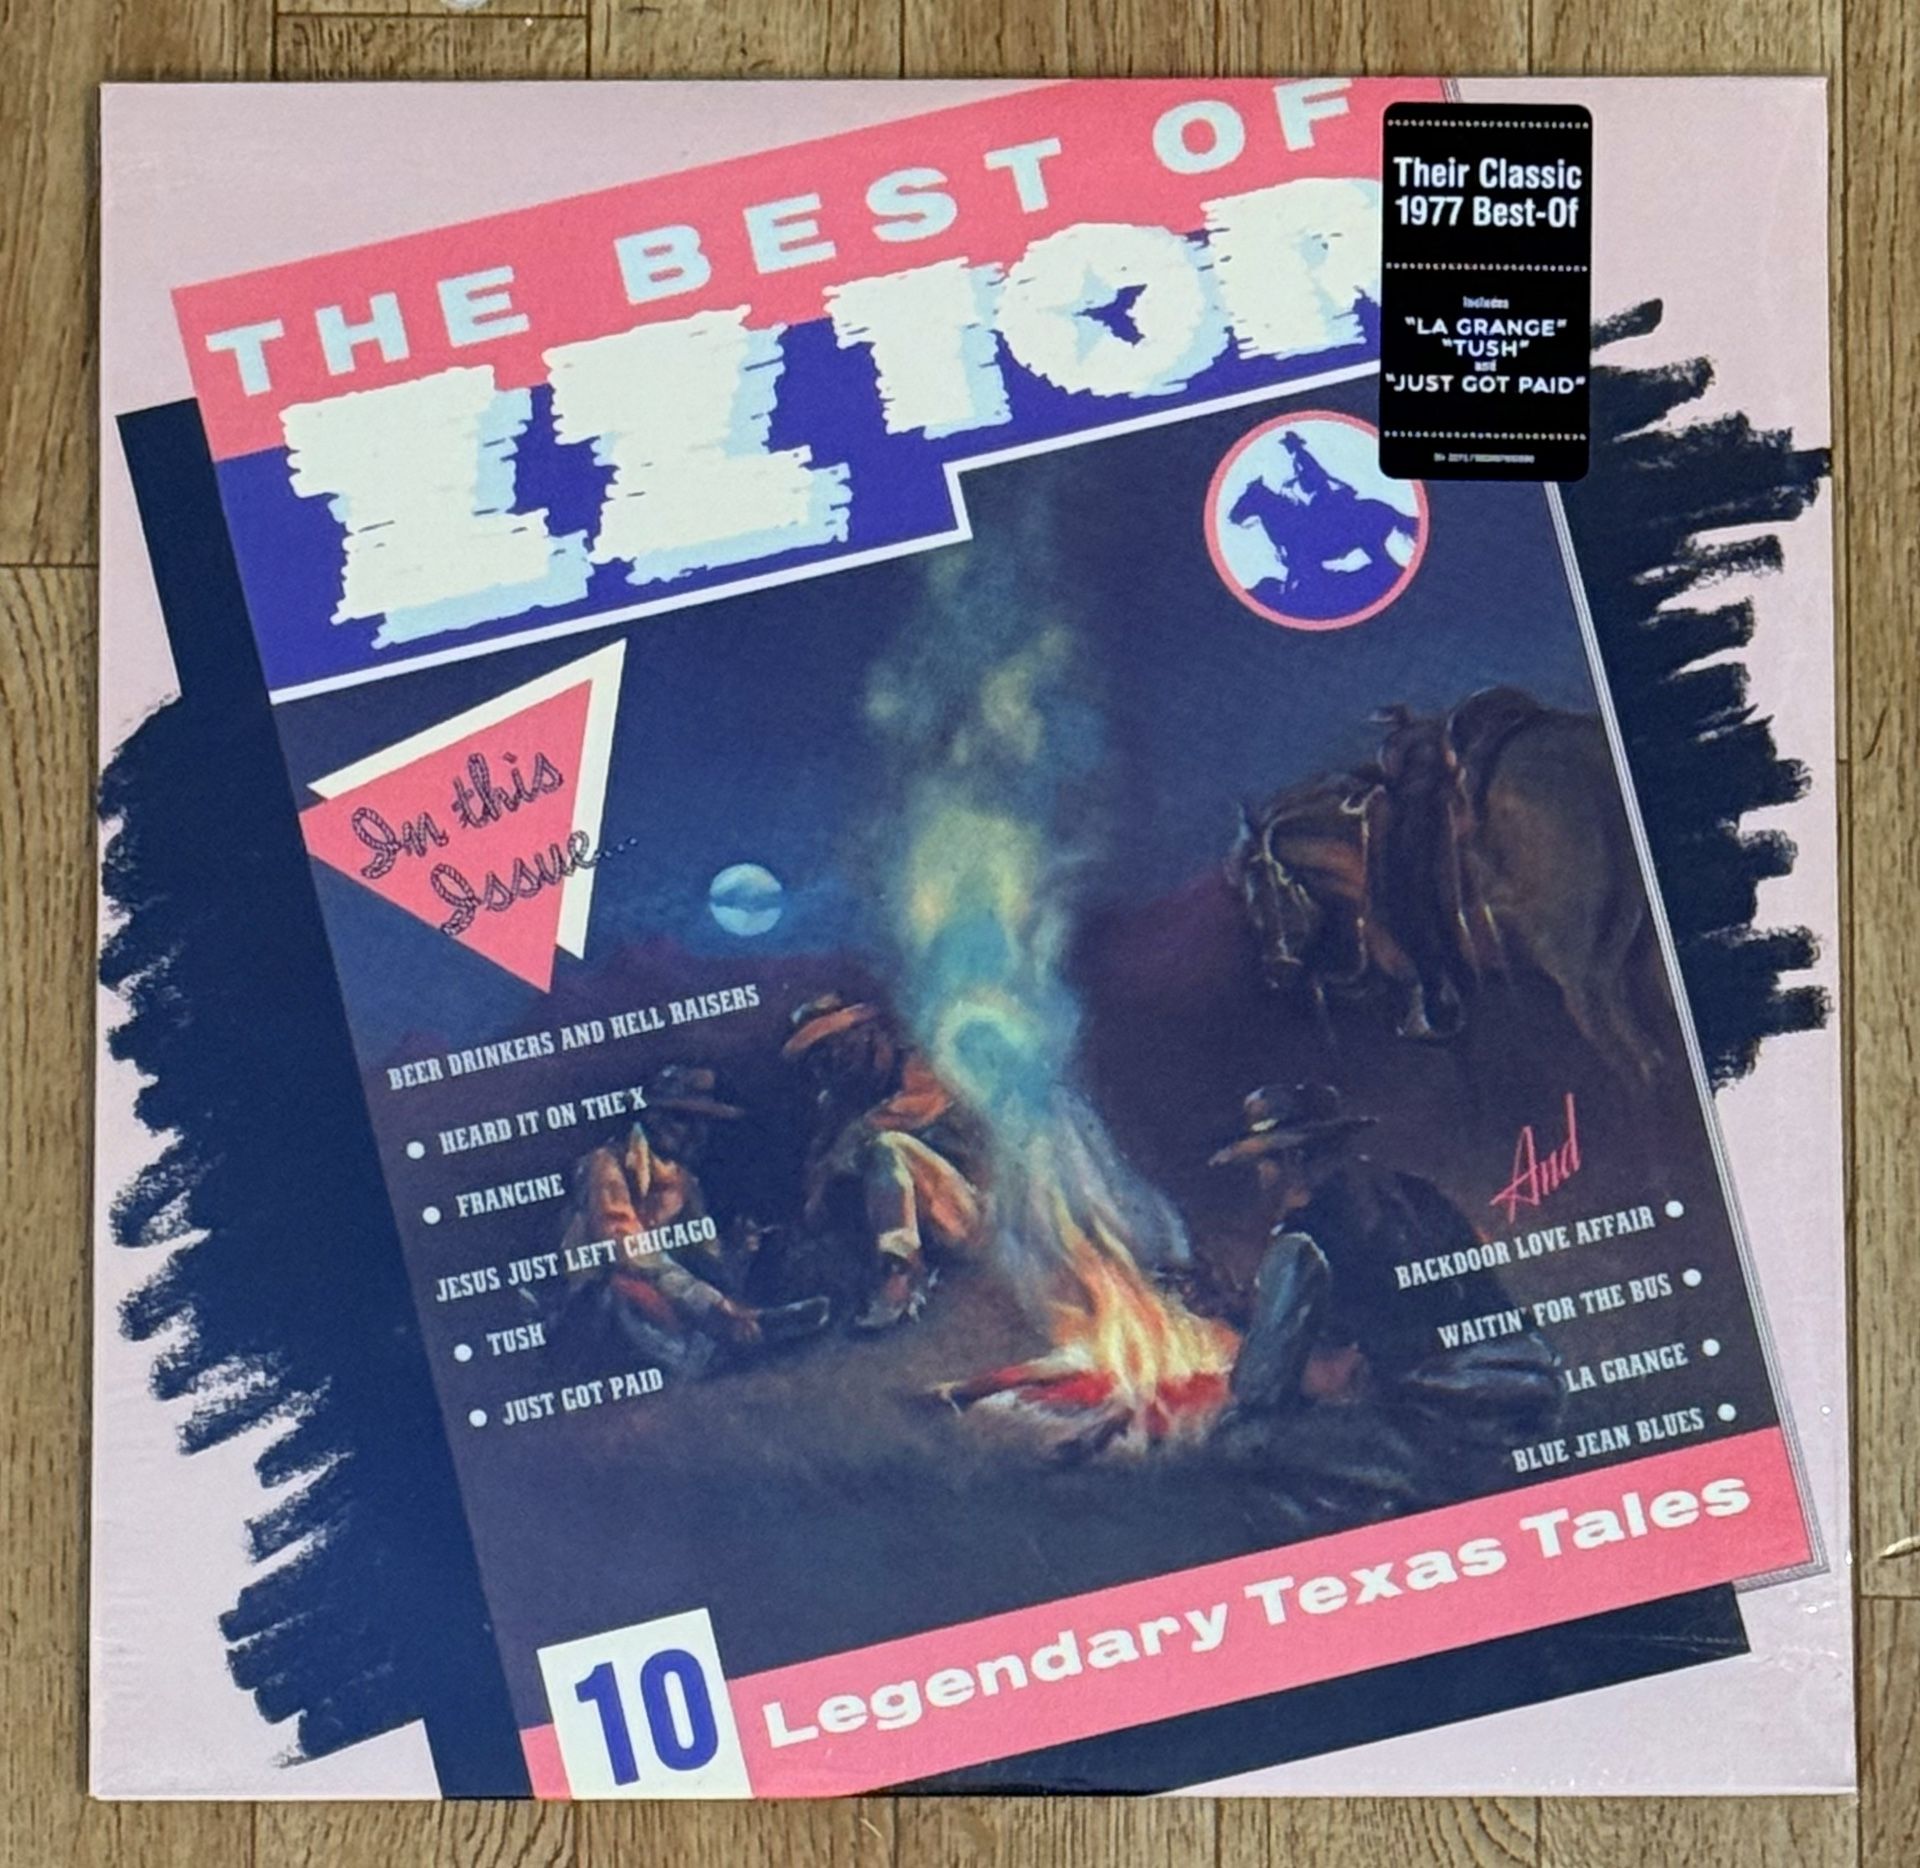 THE BEST OF
ZZ TOP
Their Classic
1977 Best-Of
Includes
"LA GRANGE"
"TUSH"
and
"JUST GOT PAID"
In this
Issue...
BEER DRINKERS AND HELL RAISERS
● HEARD IT ON THE X
● FRANCINE
JESUS JUST LEFT CHICAGO
● TUSH
● JUST GOT PAID
And
BACKDOOR LOVE AFFAIR ●
WAITIN' FOR THE BUS ●
LA GRANGE ●
BLUE JEAN BLUES ●
10 Legendary Texas Tales